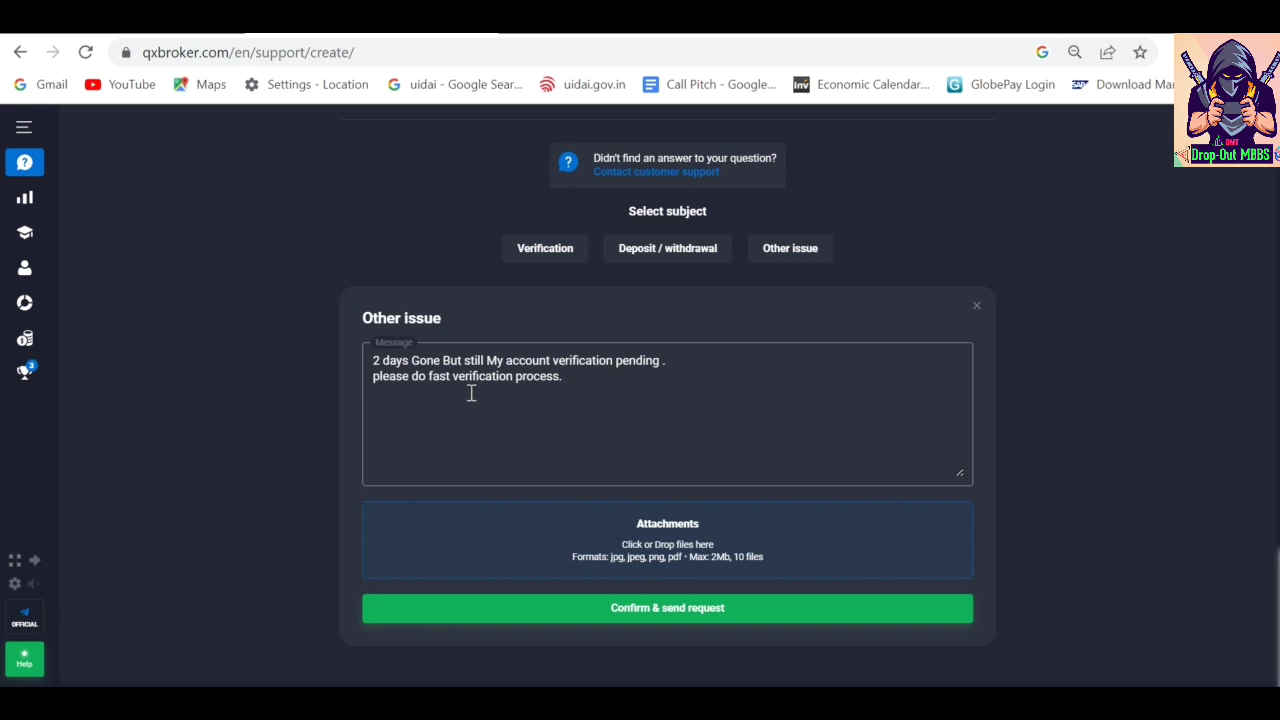 qxbroker.com/en/support/create/
Gmail
YouTube
Maps
Settings - Location
uidai - Google Sear...
uidai.gov.in
Call Pitch - Google...
Inv
Economic Calendar...
G
GlobePay Login
SAP
Download Ma
DMT
Drop-Out MBBS
?
Didn't find an answer to your question?
Contact customer support
Select subject
Verification
Deposit / withdrawal
Other issue
3
Other issue
Message
2 days Gone But still My account verification pending .
please do fast verification process.
Attachments
Click or Drop files here
Formats: jpg, jpeg, png, pdf - Max: 2Mb, 10 files
Confirm & send request
OFFICIAL
Help